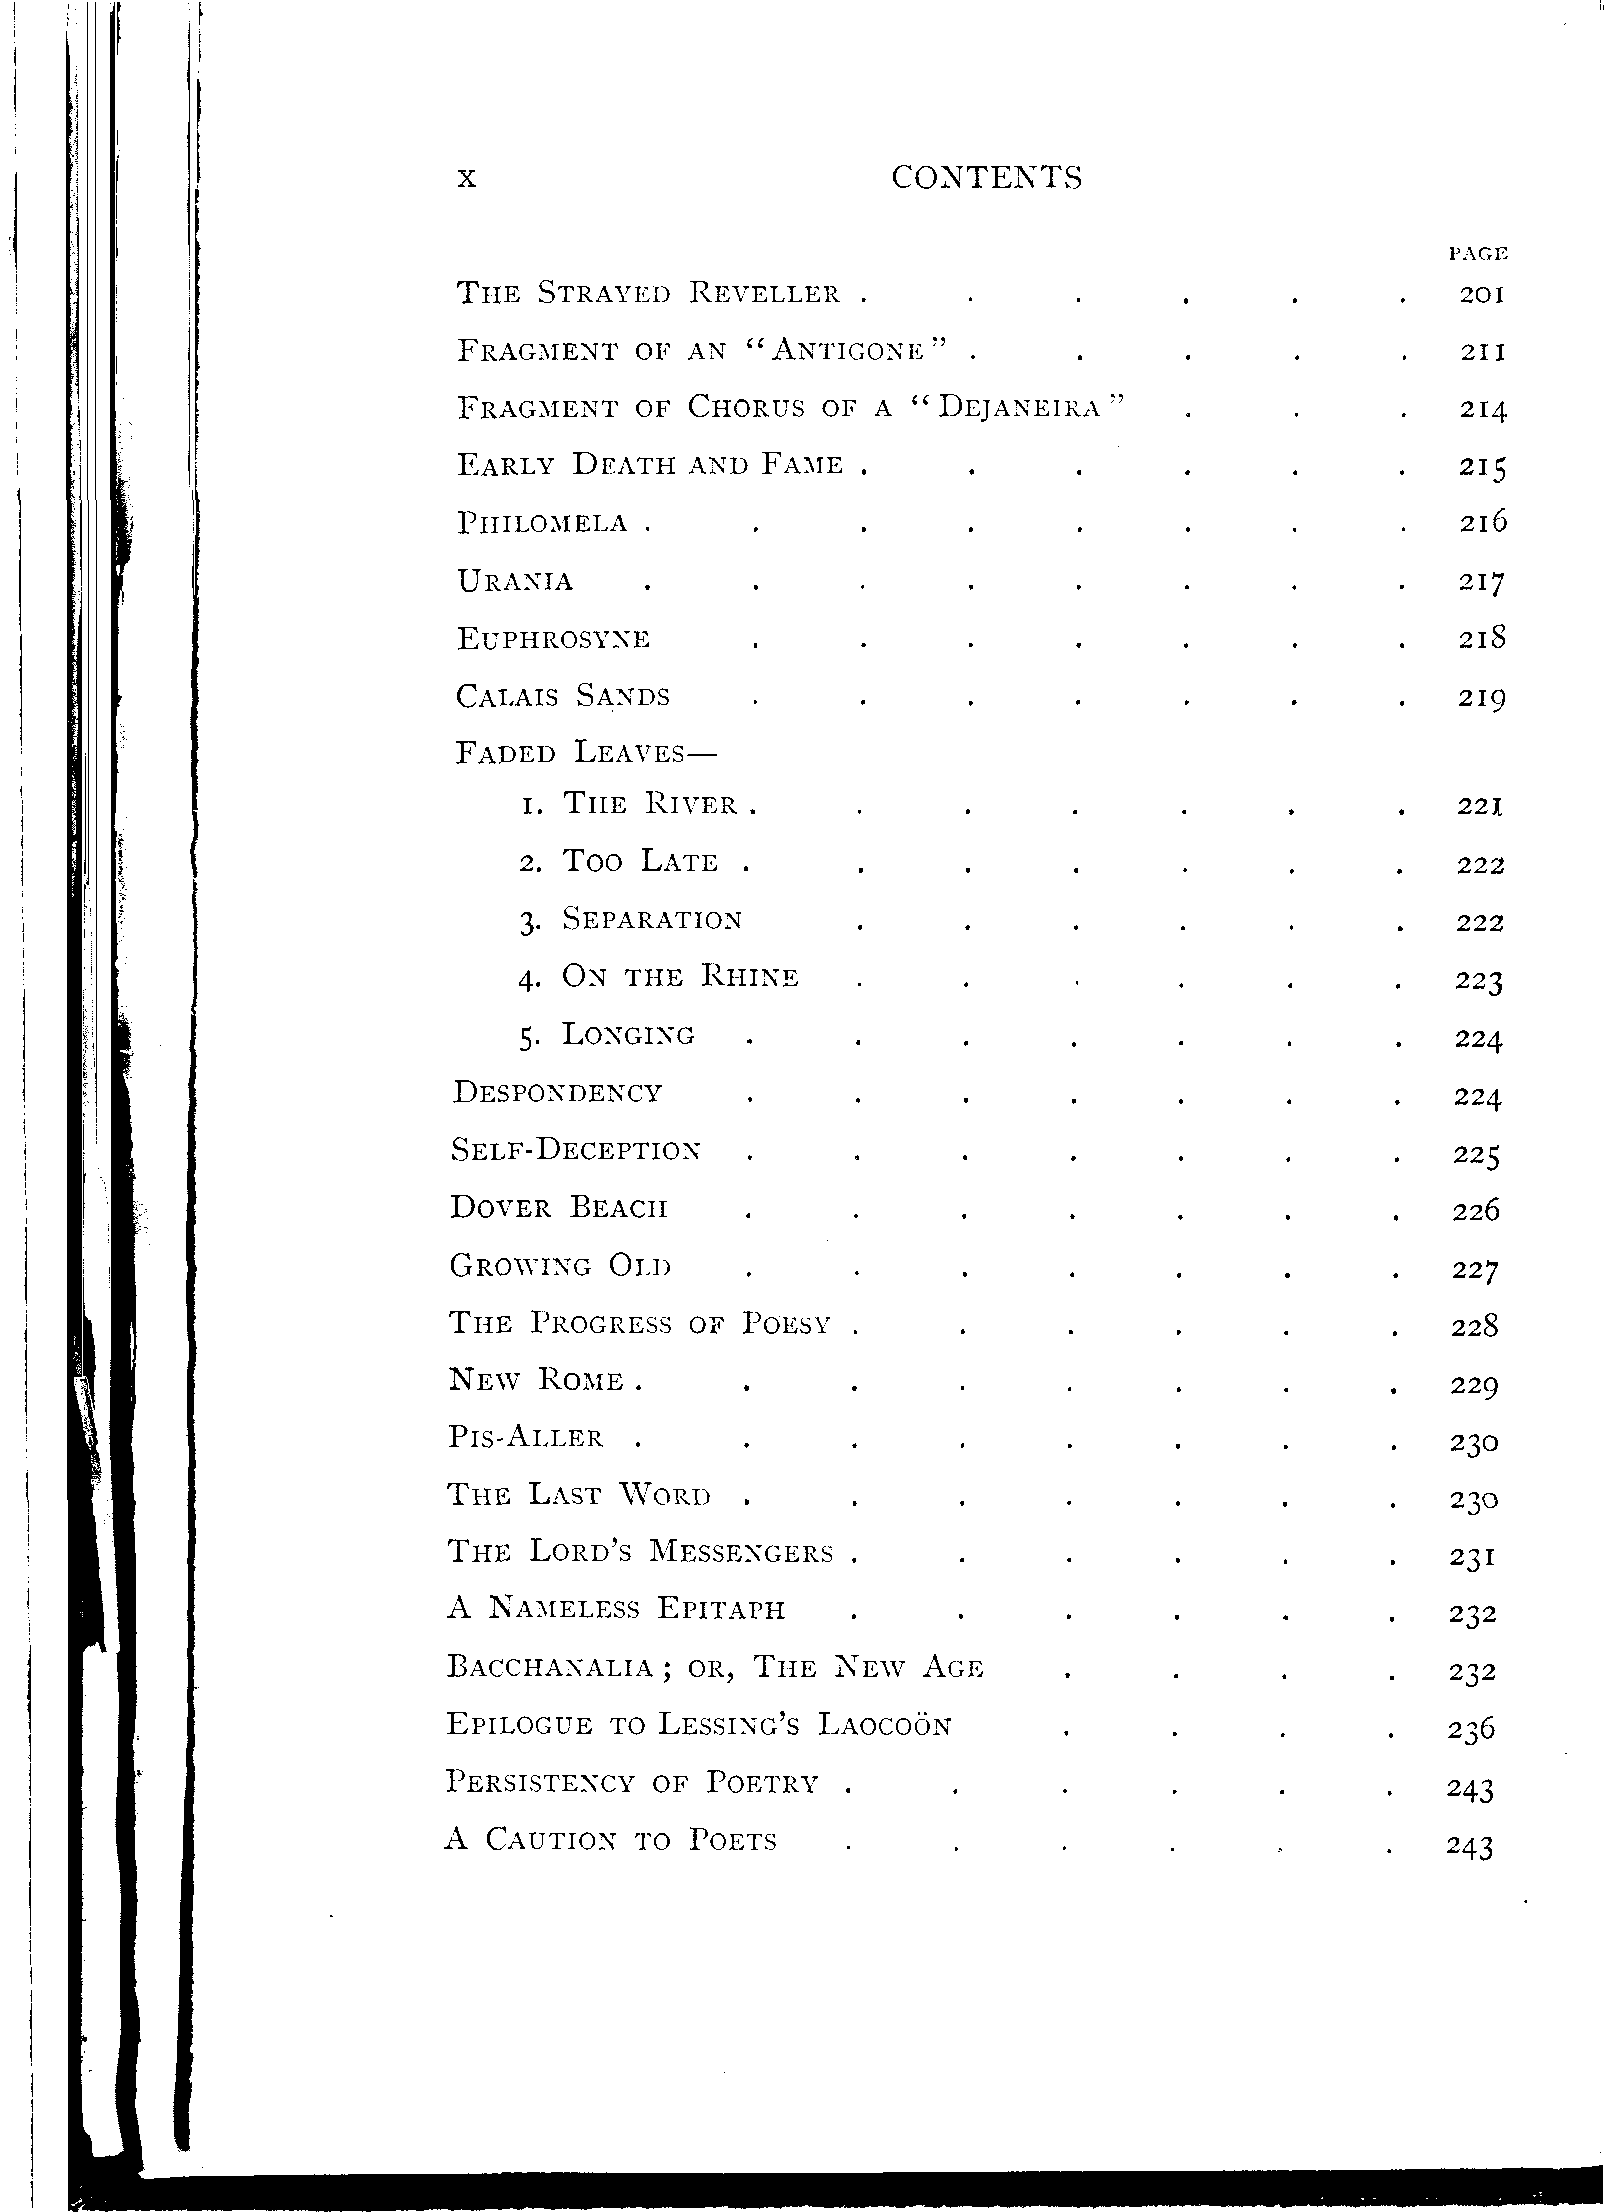 x CONTENTS
PAGE
THE STRAYED REVELLER . . . . . . 201
FRAGMENT OF AN “ANTIGONE” . . . . . 211
FRAGMENT OF CHORUS OF A “DEJANEIRA” . . . 214
EARLY DEATH AND FAME . . . . . . 215
PHILOMELA . . . . . . . . 216
URANIA . . . . . . . . 217
EUPHROSYNE . . . . . . . 218
CALAIS SANDS . . . . . . . 219
FADED LEAVES—
1. THE RIVER . . . . . . . 221
2. TOO LATE . . . . . . . 222
3. SEPARATION . . . . . . 222
4. ON THE RHINE . . . . . . 223
5. LONGING . . . . . . . 224
DESPONDENCY . . . . . . . 224
SELF-DECEPTION . . . . . . . 225
DOVER BEACH . . . . . . . 226
GROWING OLD . . . . . . . 227
THE PROGRESS OF POESY . . . . . . 228
NEW ROME . . . . . . . . 229
PIS-ALLER . . . . . . . . 230
THE LAST WORD . . . . . . . 230
THE LORD'S MESSENGERS . . . . . . 231
A NAMELESS EPITAPH . . . . . . 232
BACCHANALIA; OR, THE NEW AGE . . . . 232
EPILOGUE TO LESSING'S LAOCOÖN . . . . 236
PERSISTENCY OF POETRY . . . . . . 243
A CAUTION TO POETS . . . . . . 243